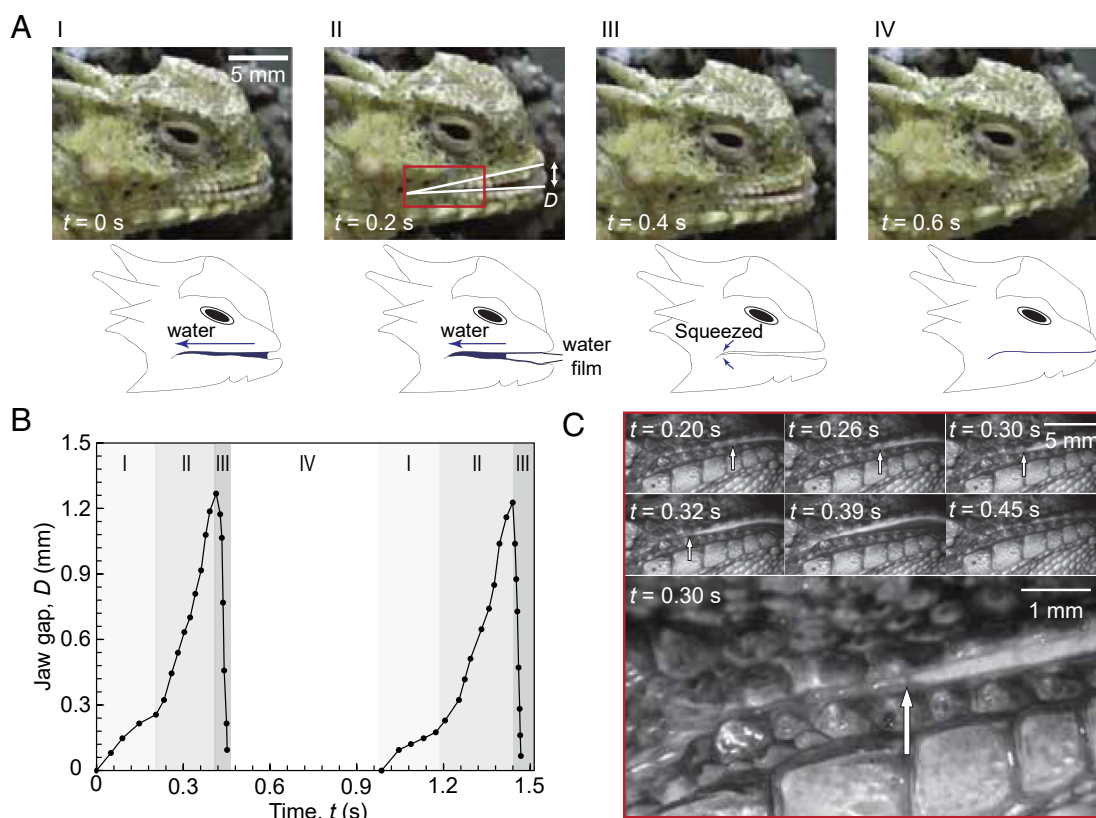 A
I
II
III
IV
5 mm
D
t = 0 s
t = 0.2 s
t = 0.4 s
t = 0.6 s
water
water
water
film
Squeezed
B
1.5
1.2
0.9
0.6
0.3
0
Jaw gap, D (mm)
I
II
III
IV
I
II
III
0
0.3
0.6
0.9
1.2
1.5
Time, t (s)
C
t = 0.20 s
t = 0.26 s
t = 0.30 s
5 mm
t = 0.32 s
t = 0.39 s
t = 0.45 s
t = 0.30 s
1 mm